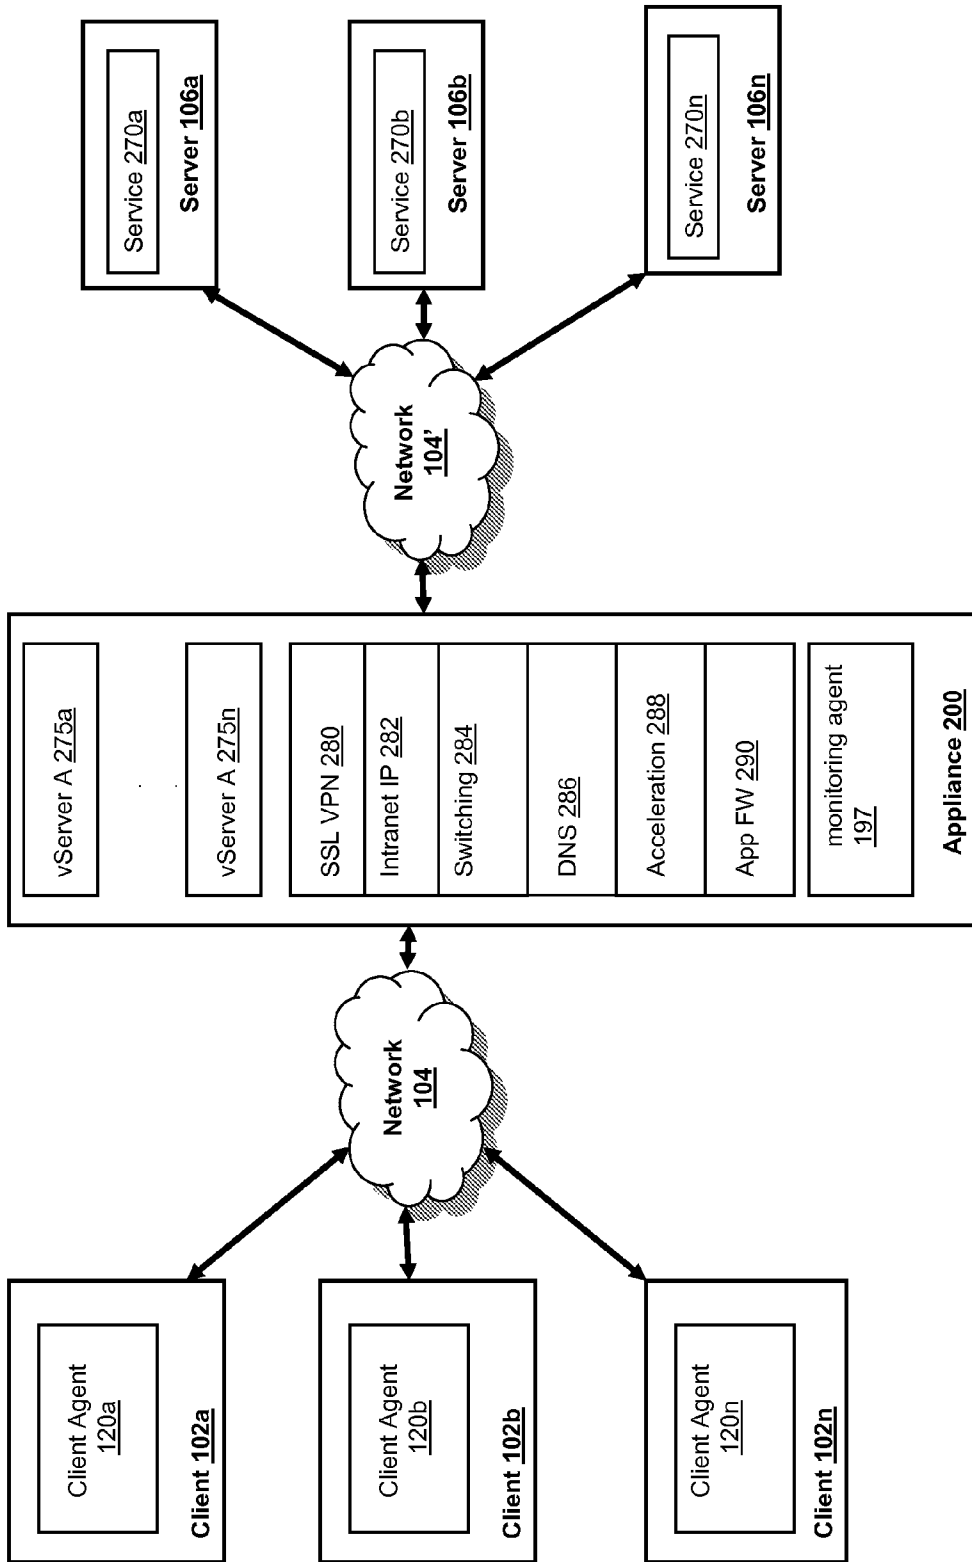 Client Agent
120a
Client 102a
Client Agent
120b
Client 102b
Client Agent
120n
Client 102n
Network
104
vServer A 275a
vServer A 275n
SSL VPN 280
Intranet IP 282
Switching 284
DNS 286
Acceleration 288
App FW 290
monitoring agent
197
Appliance 200
Network
104'
Service 270a
Server 106a
Service 270b
Server 106b
Service 270n
Server 106n